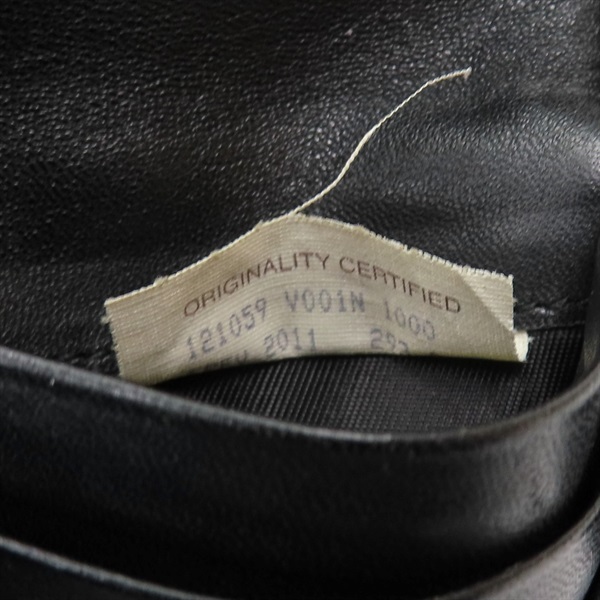 ORIGINALITY CERTIFIED
121059 V001N 1000
2011